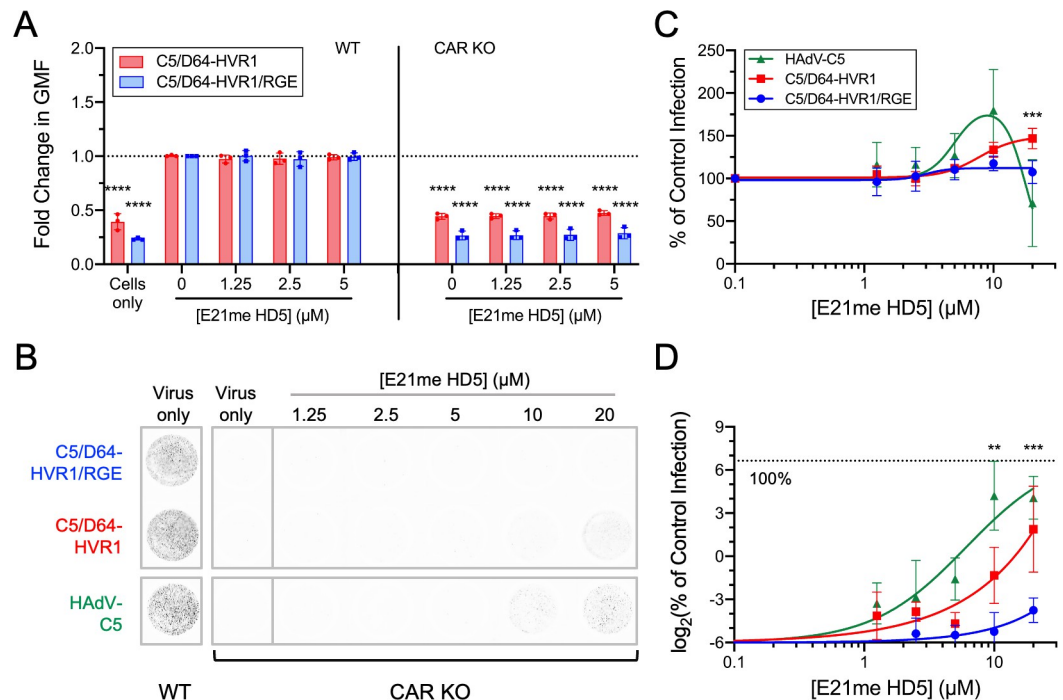 A
Fold Change in GMF
2.0
1.5
1.0
0.5
0
C5/D64-HVR1
C5/D64-HVR1/RGE
WT
CAR KO
**** ****
**** **** **** **** **** **** **** ****
Cells only
0 1.25 2.5 5
[E21me HD5] (µM)
0 1.25 2.5 5
[E21me HD5] (µM)
B
[E21me HD5] (µM)
Virus only
Virus only
1.25 2.5 5 10 20
C5/D64-
HVR1/RGE
C5/D64-
HVR1
HAdV-
C5
WT
CAR KO
C
% of Control Infection
250
200
150
100
50
0
HAdV-C5
C5/D64-HVR1
C5/D64-HVR1/RGE
***
0.1 1 10
[E21me HD5] (µM)
D
log2(% of Control Infection)
9
6
3
0
-3
-6
100%
** ***
0.1 1 10
[E21me HD5] (µM)